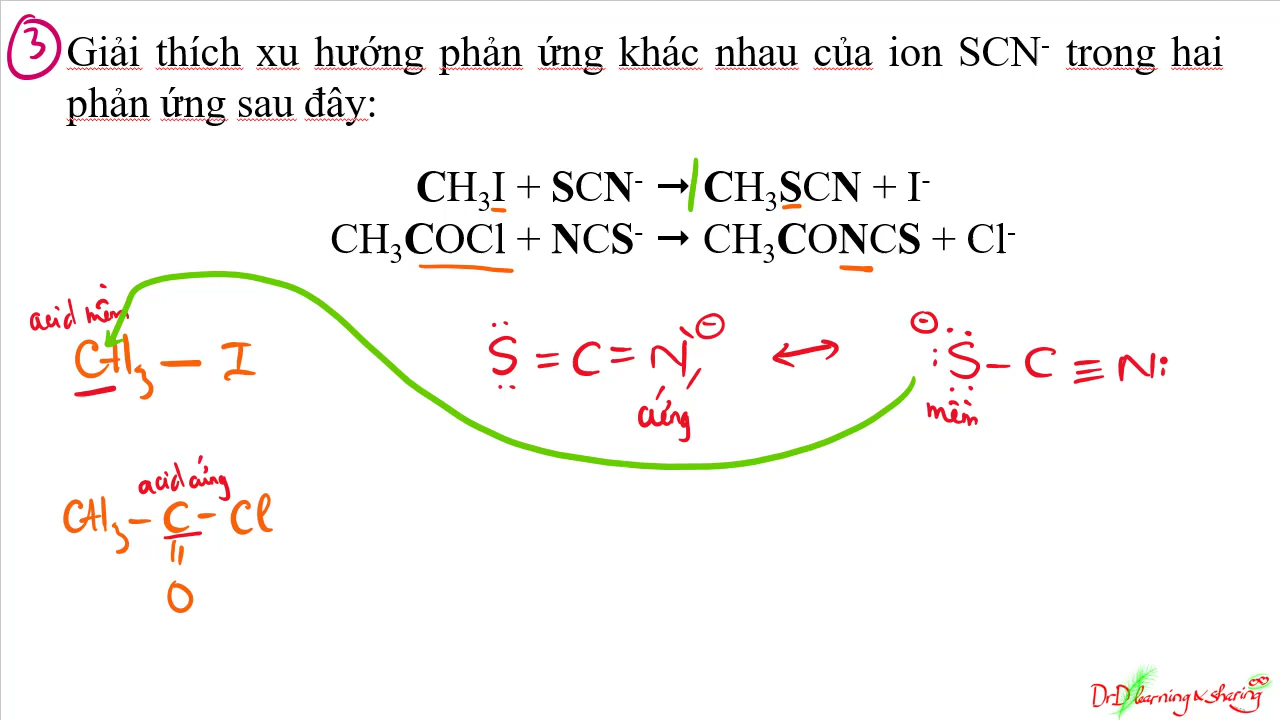 3 Giải thích xu hướng phản ứng khác nhau của ion SCN⁻ trong hai
phản ứng sau đây:
CH₃I + SCN⁻ → CH₃SCN + I⁻
CH₃COCl + NCS⁻ → CH₃CONCS + Cl⁻
acid mềm
CH₃ – I
S = C = N ⊖ ↔ ⊖ S – C ≡ N
cứng
mềm
acid cứng
CH₃ – C – Cl
O
DrD learning & sharing